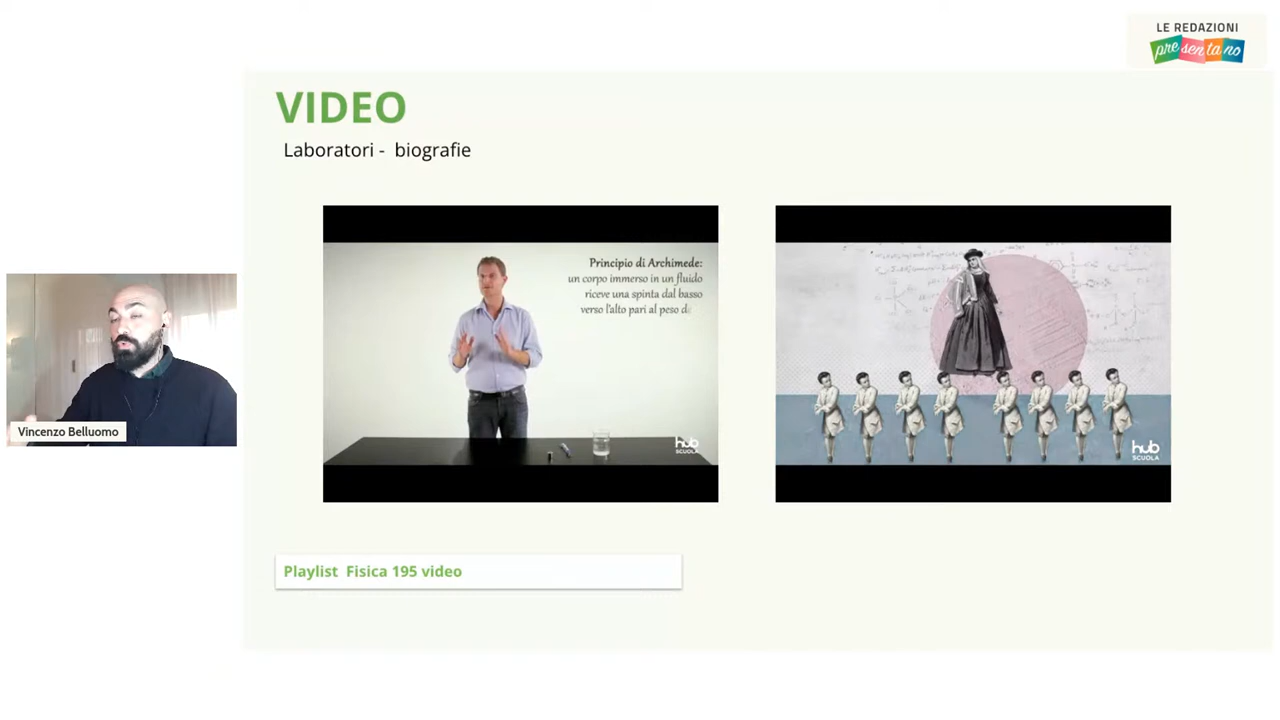 LE REDAZIONI
presentano
VIDEO
Laboratori - biografie
Principio di Archimede:
un corpo immerso in un fluido
riceve una spinta dal basso
verso l'alto pari al peso de
hub
SCUOLA
hub
SCUOLA
Vincenzo Belluomo
Playlist Fisica 195 video